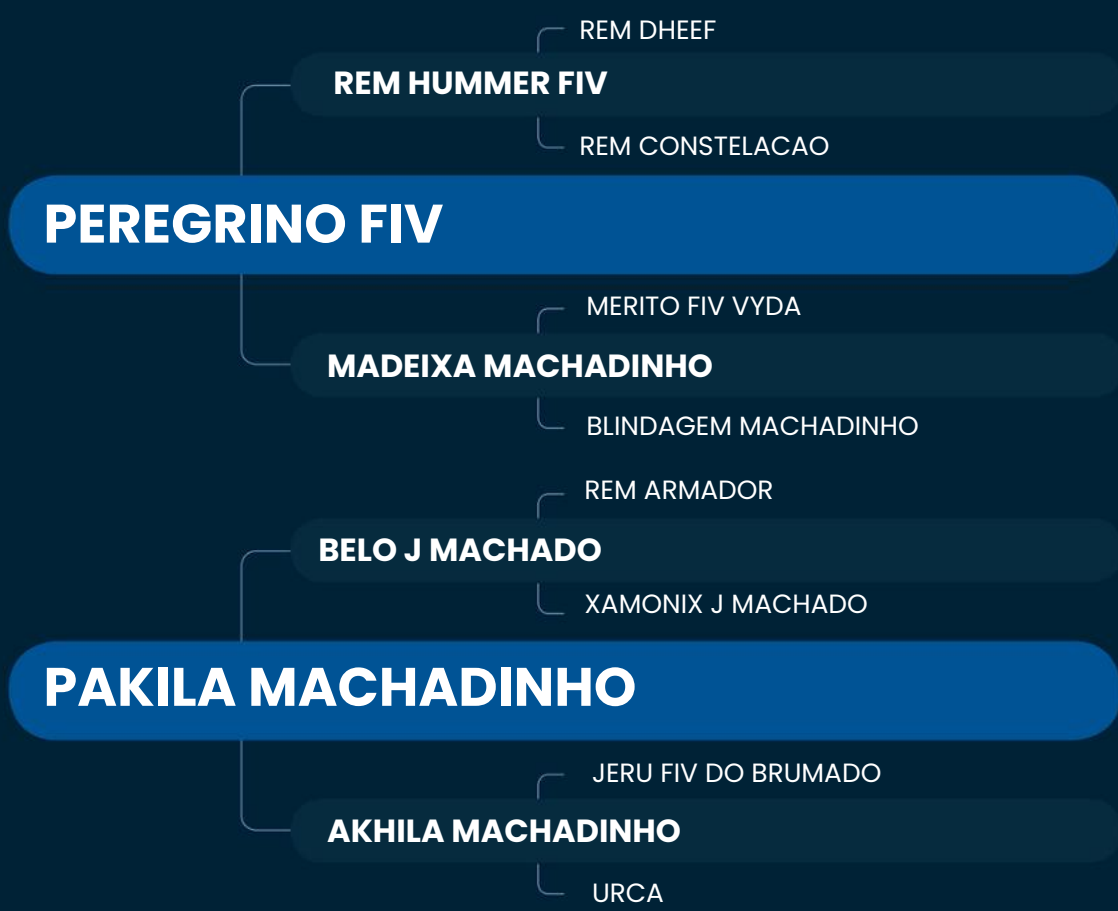 REM DHEEF
REM HUMMER FIV
REM CONSTELACAO
PEREGRINO FIV
MERITO FIV VYDA
MADEIXA MACHADINHO
BLINDAGEM MACHADINHO
REM ARMADOR
BELO J MACHADO
XAMONIX J MACHADO
PAKILA MACHADINHO
JERU FIV DO BRUMADO
AKHILA MACHADINHO
URCA